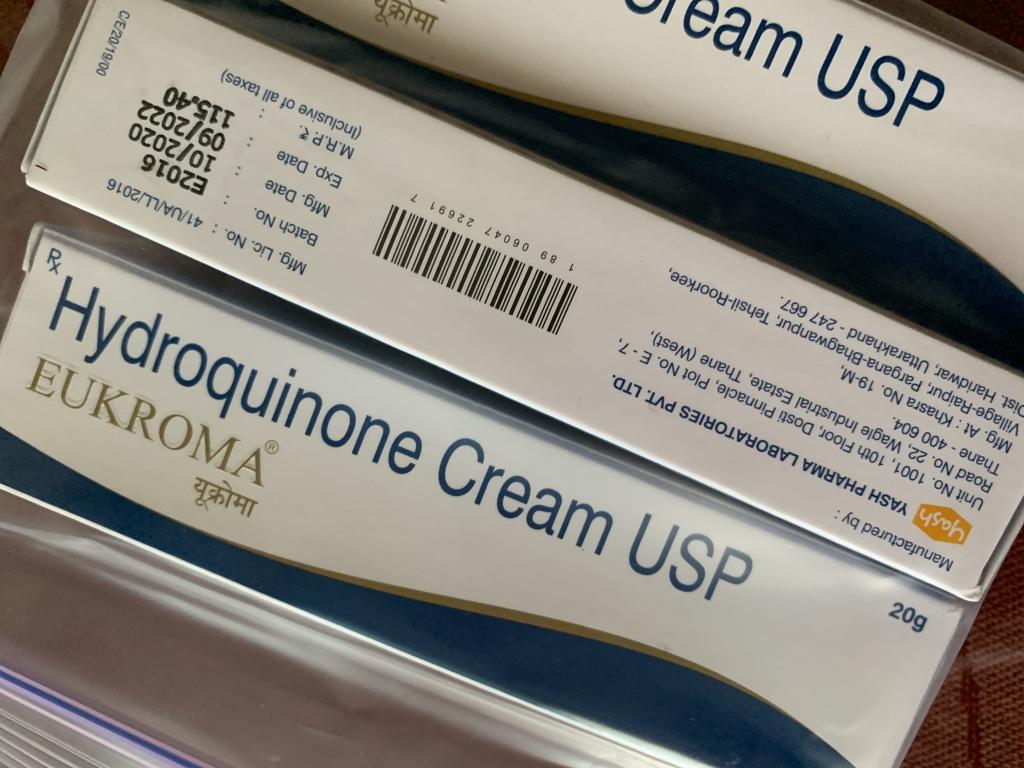 यूक्रोमा
Cream USP
CE/20/19/00
Mfg. Lic. No. : 41/UA/LL/2016
Batch No. : E2016
Mfg. Date : 10/2020
Exp. Date : 09/2022
M.R.P.₹ : 115.40
(Inclusive of all taxes)
1 89 06047 22691 7
Manufactured by :
Yash
YASH PHARMA LABORATORIES PVT. LTD.
Unit No. 1001, 10th Floor, Dosti Pinnacle, Plot No. E - 7,
Road No. 22, Wagle Industrial Estate, Thane (West),
Thane - 400 604.
Mfg. At : Khasra No. 19-M,
Village-Raipur, Pargana-Bhagwanpur, Tehsil-Roorkee,
Dist. Haridwar, Uttarakhand - 247 667.
Rx
Hydroquinone Cream USP
EUKROMA®
यूक्रोमा
20g